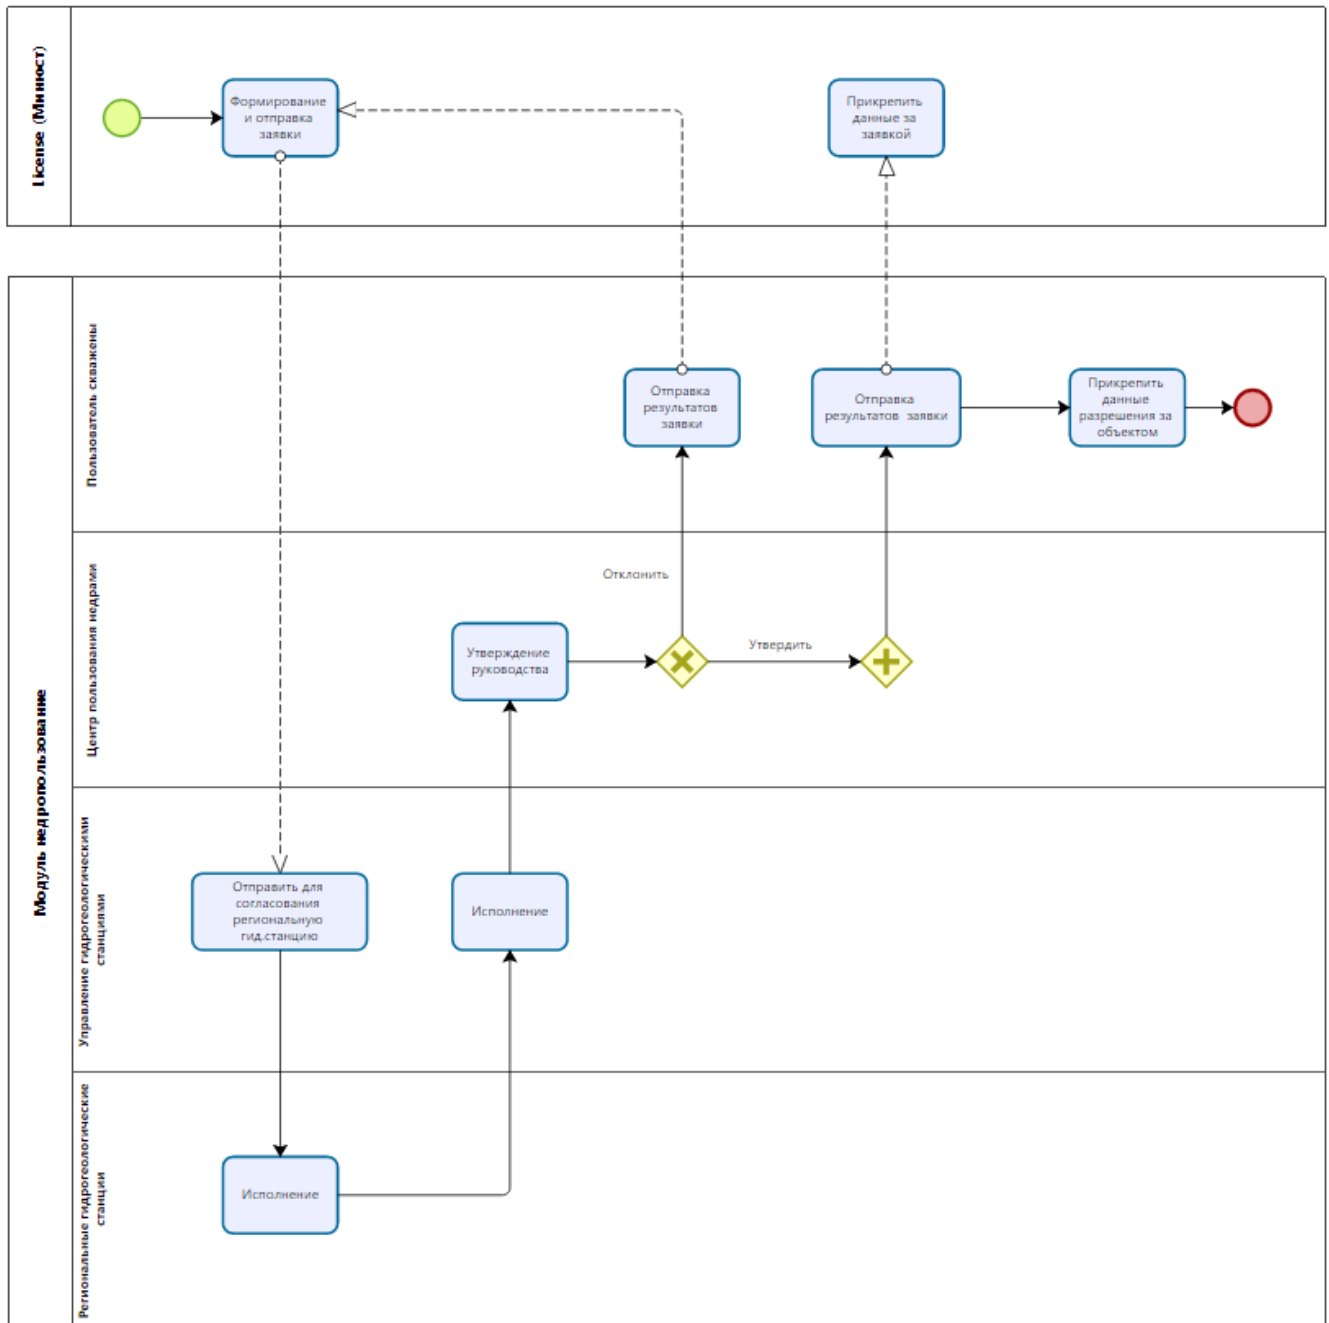 License (Минюст)
Формирование
и отправка
заявки
Прикрепить
данные за
заявкой
Модуль недропользование
Пользователь скважены
Отправка
результатов
заявки
Отправка
результатов заявки
Прикрепить
данные
разрешения за
объектом
Центр пользования недрами
Отклонить
Утверждение
руководства
Утвердить
Управление гидрогеологическими
станциями
Отправить для
согласования
региональную
гид.станцию
Исполнение
Региональные гидрогеологические
станции
Исполнение